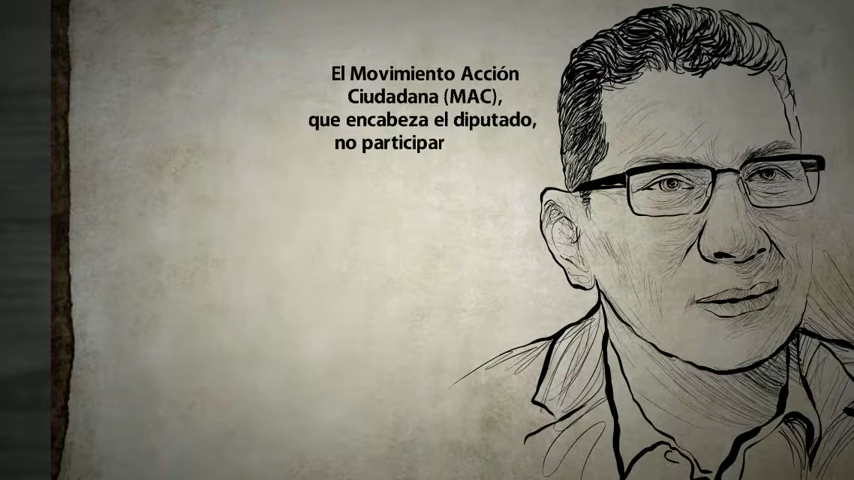 El Movimiento Acción
Ciudadana (MAC),
que encabeza el diputado,
no participar